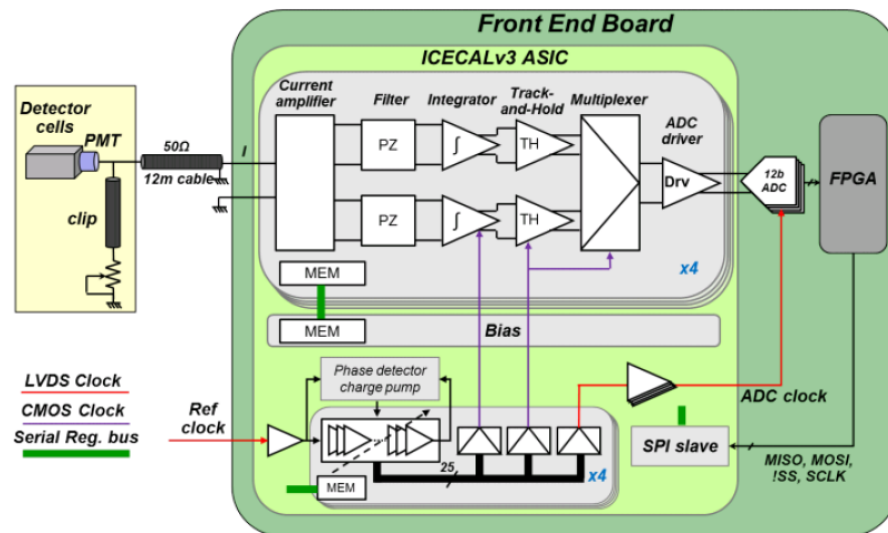 Front End Board
ICECALv3 ASIC
Current
amplifier
Filter
Integrator
Track-
and-Hold
Multiplexer
ADC
driver
Detector
cells
PMT
50Ω
12m cable
I
clip
PZ
∫
TH
Drv
12b
ADC
FPGA
PZ
∫
TH
x4
MEM
MEM
Bias
Phase detector
charge pump
LVDS Clock
CMOS Clock
Serial Reg. bus
Ref
clock
ADC clock
25
x4
MEM
SPI slave
MISO, MOSI,
!SS, SCLK